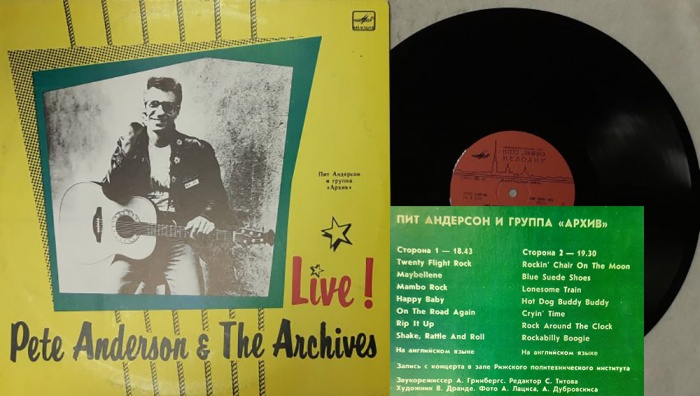 МЕЛОДИЯ
Пит Андерсон
и группа
«Архив»
Live!
Pete Anderson & The Archives
МЕЛОДИЯ
ПИТ АНДЕРСОН И ГРУППА «АРХИВ»
Сторона 1 — 18.43
Twenty Flight Rock
Maybellene
Mambo Rock
Happy Baby
On The Road Again
Rip It Up
Shake, Rattle And Roll
На английском языке
Сторона 2 — 19.30
Rockin' Chair On The Moon
Blue Suede Shoes
Lonesome Train
Hot Dog Buddy Buddy
Cryin' Time
Rock Around The Clock
Rockabilly Boogie
На английском языке
Запись с концерта в зале Рижского политехнического института
Звукорежиссер А. Гринбергс. Редактор С. Титова
Художник В. Дранде. Фото А. Лациса, А. Дубровскиса